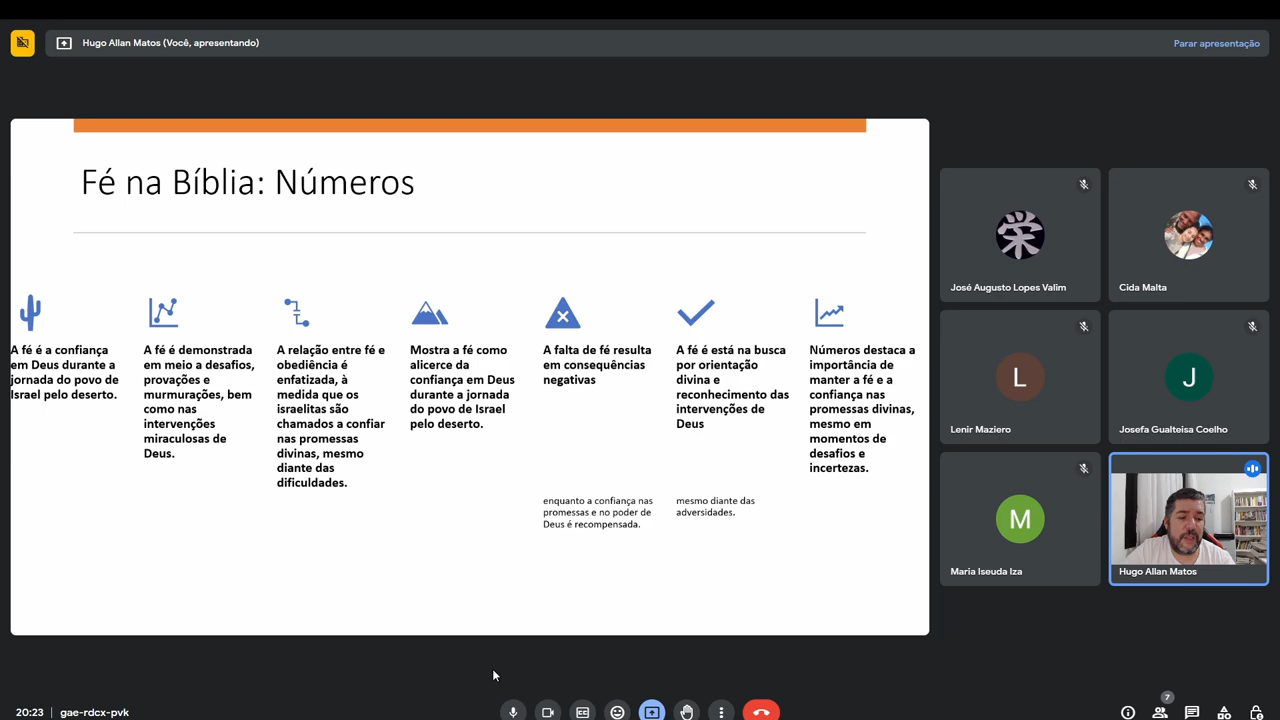 Hugo Allan Matos (Você, apresentando)
Parar apresentação
Fé na Bíblia: Números
A fé é a confiança
em Deus durante a
jornada do povo de
Israel pelo deserto.
A fé é demonstrada
em meio a desafios,
provações e
murmurações, bem
como nas
intervenções
miraculosas de
Deus.
A relação entre fé e
obediência é
enfatizada, à
medida que os
israelitas são
chamados a confiar
nas promessas
divinas, mesmo
diante das
dificuldades.
Mostra a fé como
alicerce da
confiança em Deus
durante a jornada
do povo de Israel
pelo deserto.
A falta de fé resulta
em consequências
negativas
enquanto a confiança nas
promessas e no poder de
Deus é recompensada.
A fé é está na busca
por orientação
divina e
reconhecimento das
intervenções de
Deus
mesmo diante das
adversidades.
Números destaca a
importância de
manter a fé e a
confiança nas
promessas divinas,
mesmo em
momentos de
desafios e
incertezas.
栄
José Augusto Lopes Valim
Cida Malta
L
Lenir Maziero
J
Josefa Gualteisa Coelho
M
Maria Iseuda Iza
Hugo Allan Matos
20:23
gae-rdcx-pvk
7